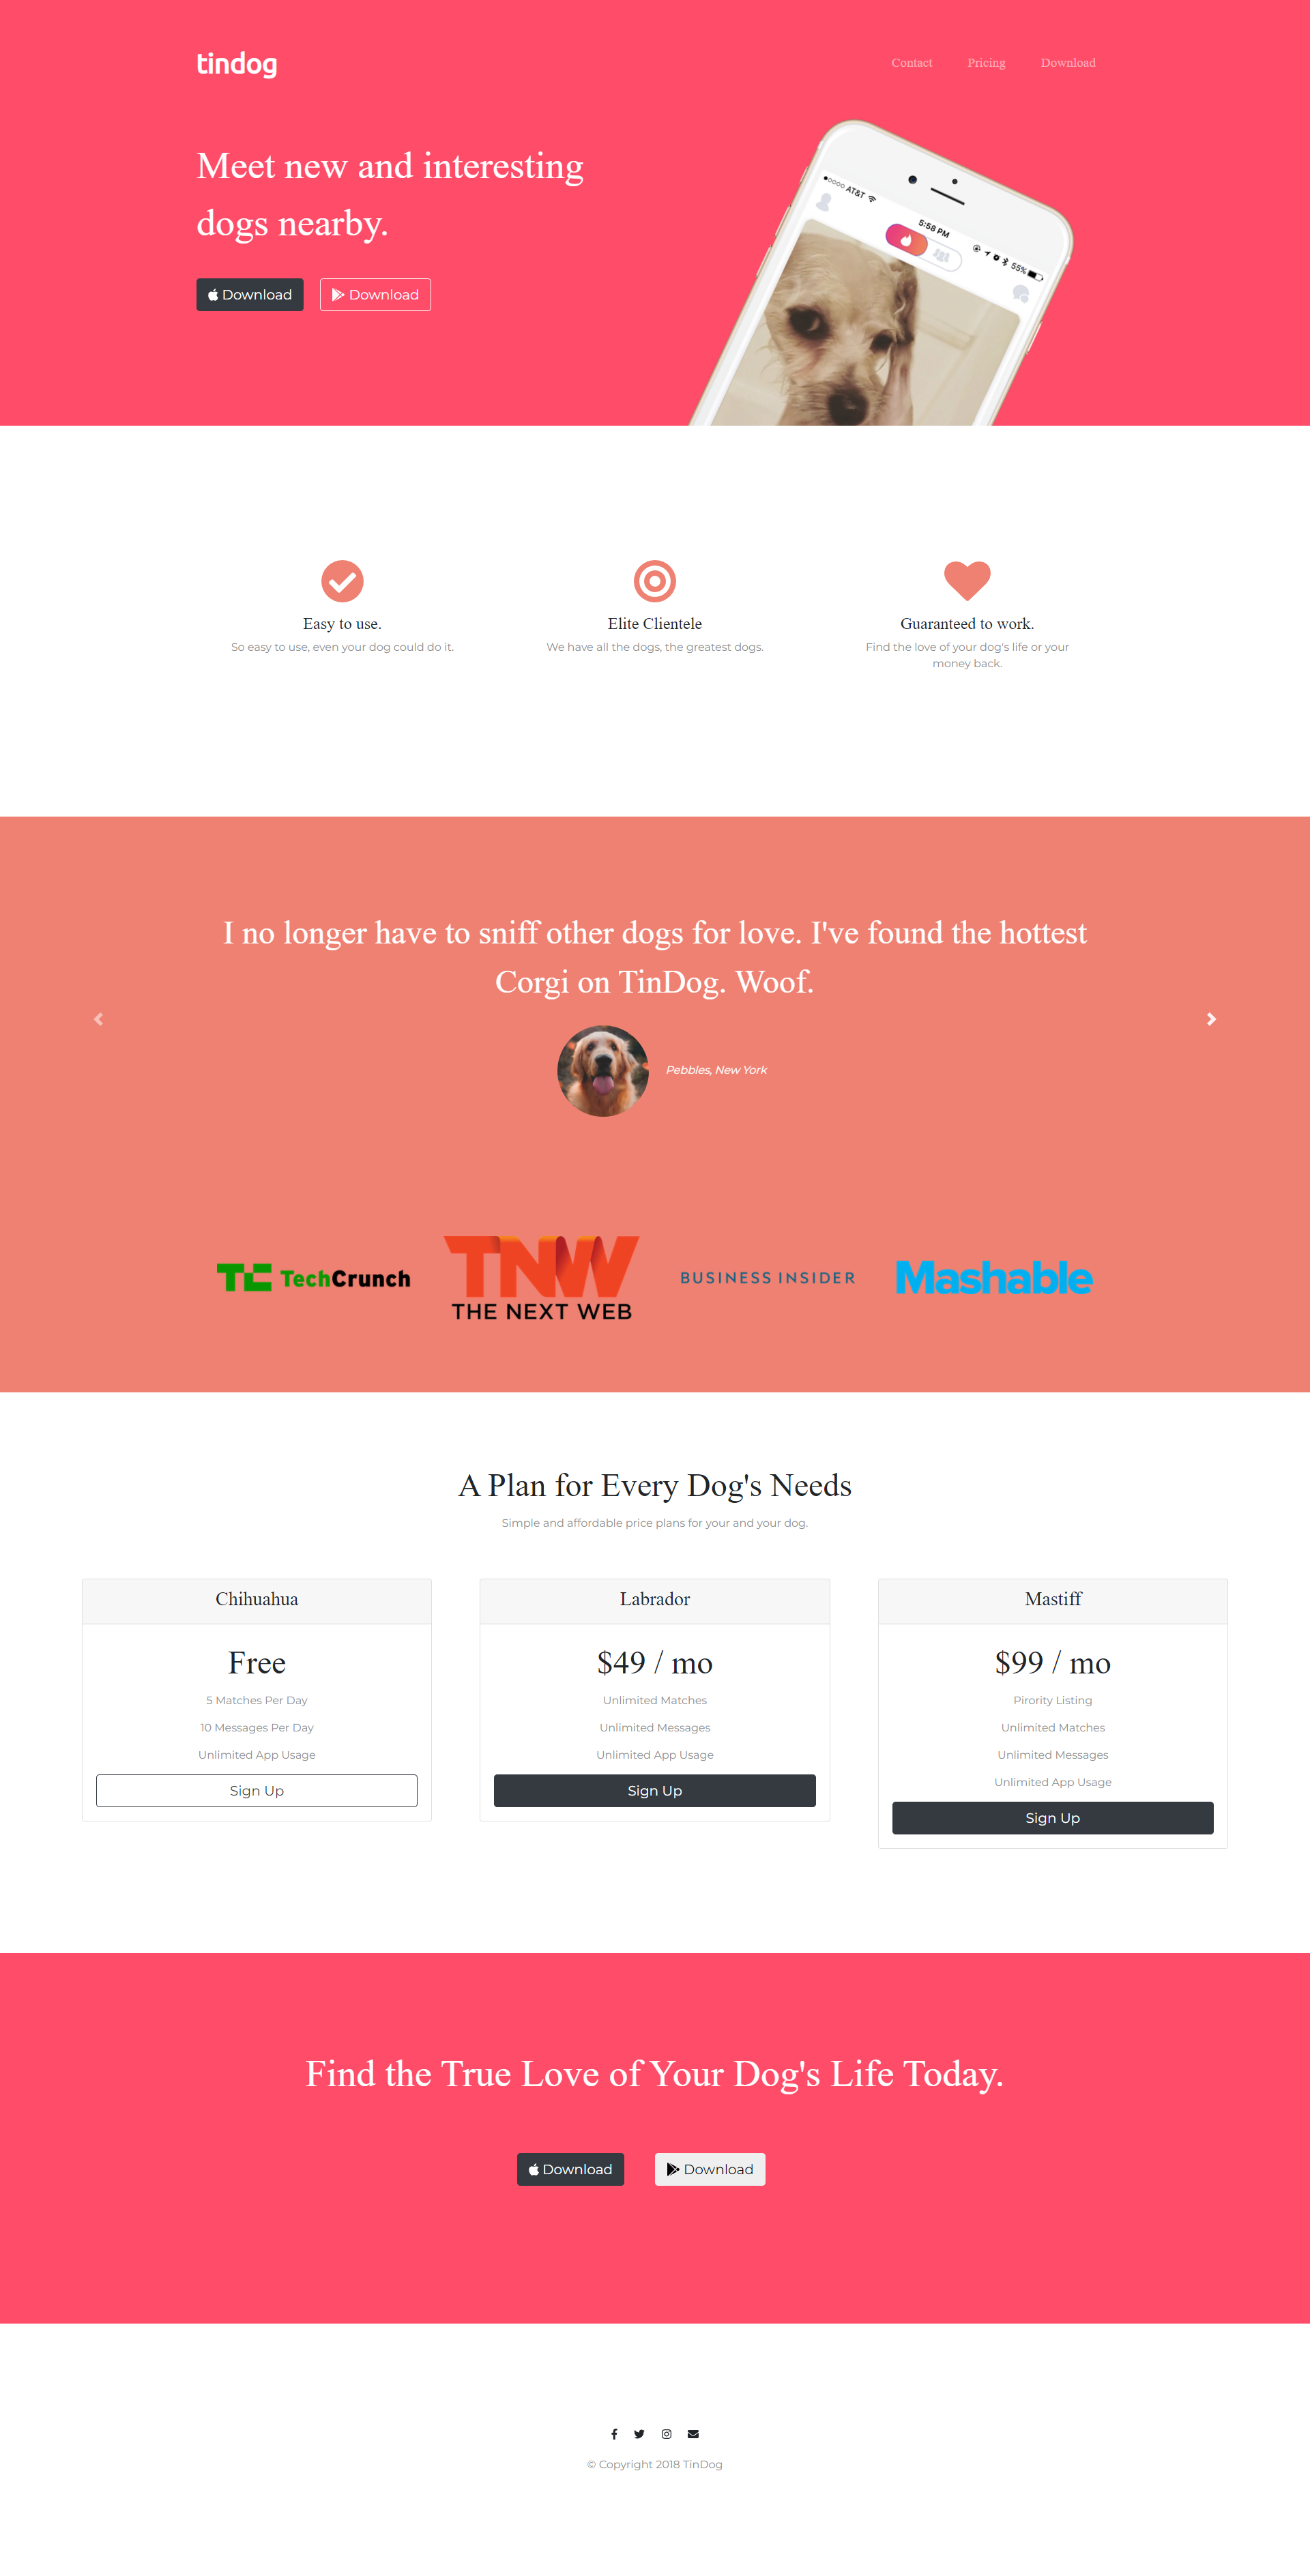 tindog
Contact Pricing Download
Meet new and interesting
dogs nearby.
Download Download
AT&T 5:58 PM 55%
Easy to use.
So easy to use, even your dog could do it.
Elite Clientele
We have all the dogs, the greatest dogs.
Guaranteed to work.
Find the love of your dog's life or your
money back.
I no longer have to sniff other dogs for love. I've found the hottest
Corgi on TinDog. Woof.
Pebbles, New York
TC TechCrunch
TNW
THE NEXT WEB
BUSINESS INSIDER
Mashable
A Plan for Every Dog's Needs
Simple and affordable price plans for your and your dog.
Chihuahua
Free
5 Matches Per Day
10 Messages Per Day
Unlimited App Usage
Sign Up
Labrador
$49 / mo
Unlimited Matches
Unlimited Messages
Unlimited App Usage
Sign Up
Mastiff
$99 / mo
Pirority Listing
Unlimited Matches
Unlimited Messages
Unlimited App Usage
Sign Up
Find the True Love of Your Dog's Life Today.
Download Download
© Copyright 2018 TinDog